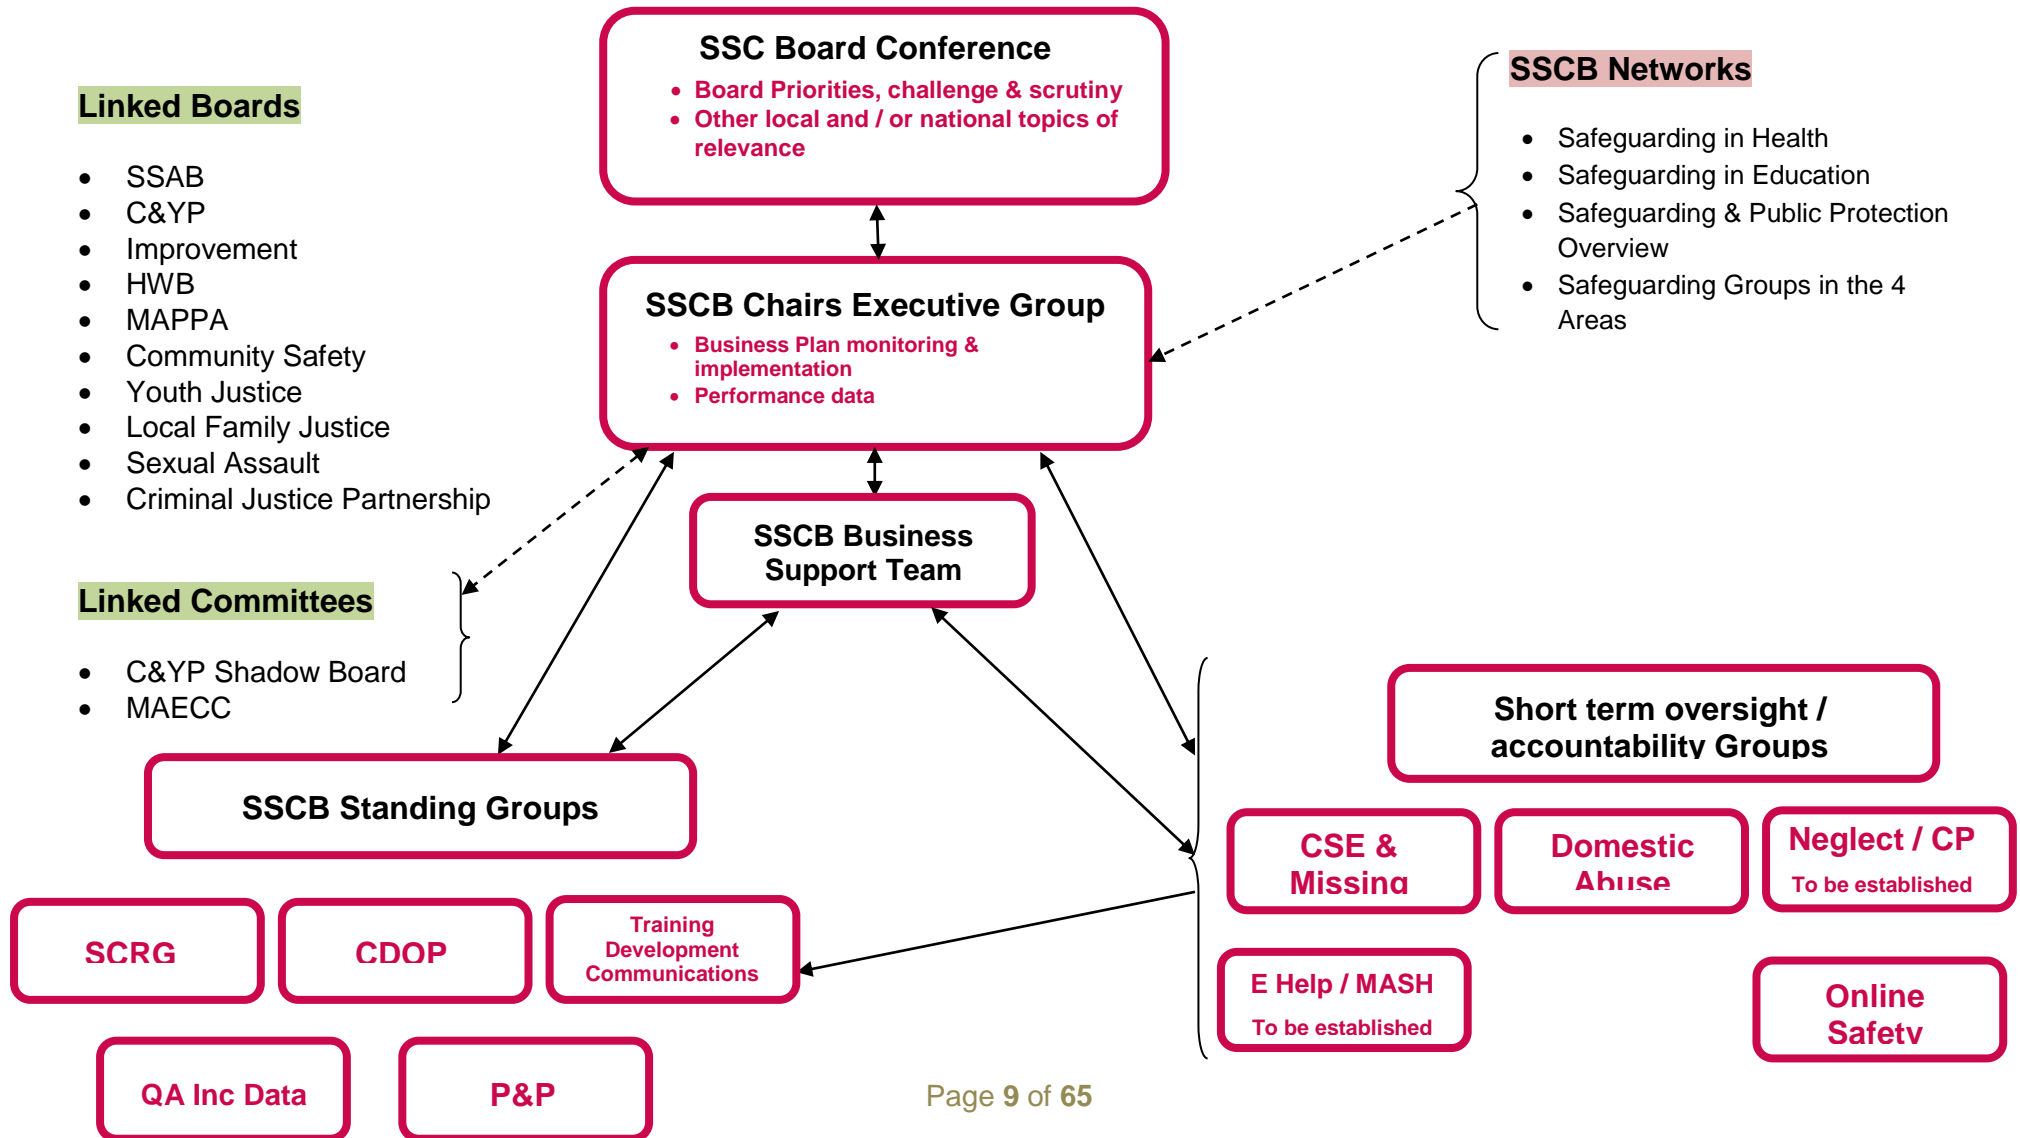 SSC Board Conference
• Board Priorities, challenge & scrutiny
• Other local and / or national topics of
relevance
SSCB Networks
• Safeguarding in Health
• Safeguarding in Education
• Safeguarding & Public Protection
Overview
• Safeguarding Groups in the 4
Areas
Linked Boards
• SSAB
• C&YP
• Improvement
• HWB
• MAPPA
• Community Safety
• Youth Justice
• Local Family Justice
• Sexual Assault
• Criminal Justice Partnership
SSCB Chairs Executive Group
• Business Plan monitoring &
implementation
• Performance data
SSCB Business
Support Team
Linked Committees
• C&YP Shadow Board
• MAECC
SSCB Standing Groups
SCRG
CDOP
Training
Development
Communications
QA Inc Data
P&P
Short term oversight /
accountability Groups
CSE &
Missing
Domestic
Abuse
Neglect / CP
To be established
E Help / MASH
To be established
Online
Safety
Page 9 of 65